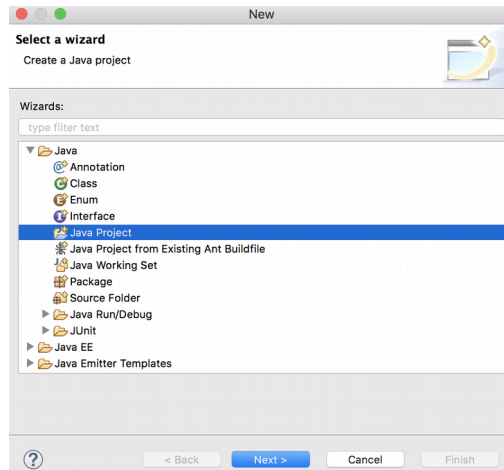 New
Select a wizard
Create a Java project
Wizards:
type filter text
Java
Annotation
Class
Enum
Interface
Java Project
Java Project from Existing Ant Buildfile
Java Working Set
Package
Source Folder
Java Run/Debug
JUnit
Java EE
Java Emitter Templates
? < Back Next > Cancel Finish